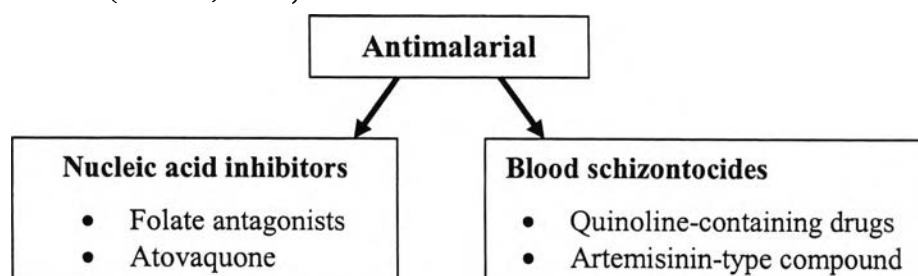 Antimalarial
Nucleic acid inhibitors
• Folate antagonists
• Atovaquone
Blood schizontocides
• Quinoline-containing drugs
• Artemisinin-type compound